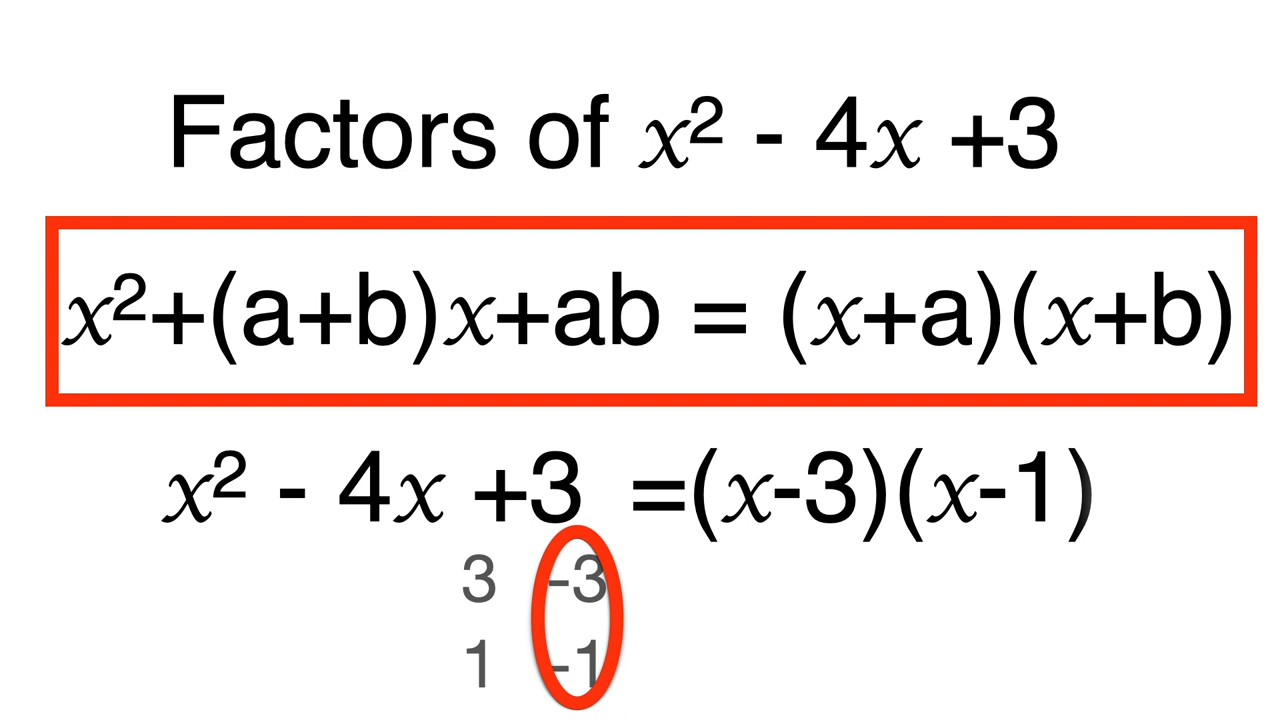 Factors of x² - 4x +3
x²+(a+b)x+ab = (x+a)(x+b)
x² - 4x +3 =(x-3)(x-1)
3 -3
1 -1